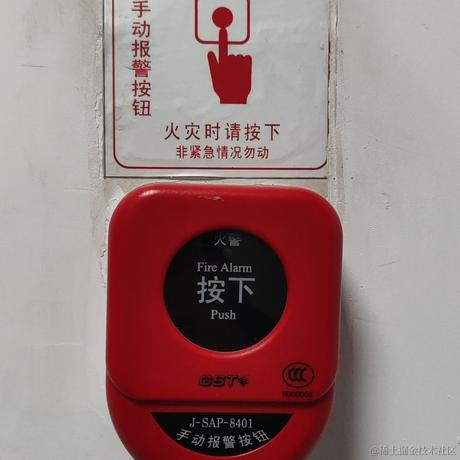 手动报警按钮
火灾时请按下
非紧急情况勿动
火警
Fire Alarm
按下
Push
GST
CCC
H000066
J-SAP-8401
手动报警按钮
@稀土掘金技术社区